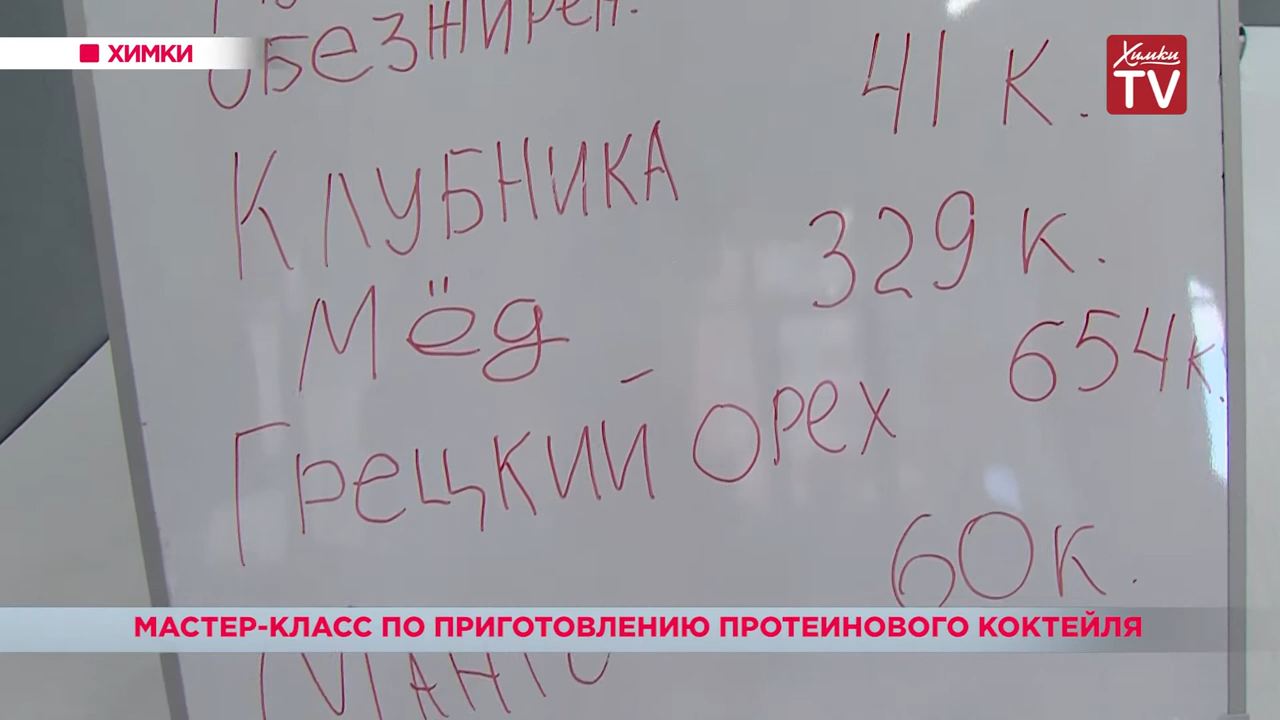 ХИМКИ
Химки
TV
ОБЕЗЖИРЕН.
КЛУБНИКА 41 К.
МЁД 329 К.
ГРЕЦКИЙ ОРЕХ 654 К.
60 К.
МАСТЕР-КЛАСС ПО ПРИГОТОВЛЕНИЮ ПРОТЕИНОВОГО КОКТЕЙЛЯ